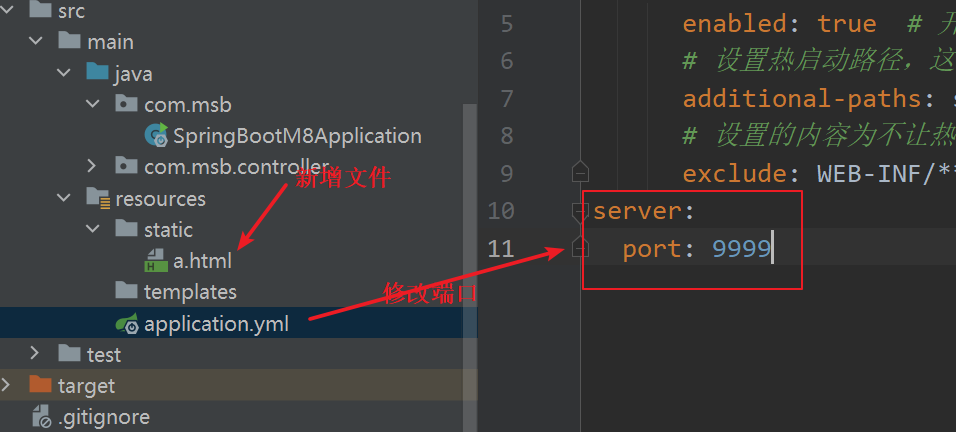 src
main
java
com.msb
SpringBootM8Application
com.msb.controller
新增文件
resources
static
a.html
templates
修改端口
application.yml
test
target
.gitignore
5 enabled: true # 开
6 # 设置热启动路径，这
7 additional-paths: s
8 # 设置的内容为不让热
9 exclude: WEB-INF/**
10 server:
11 port: 9999